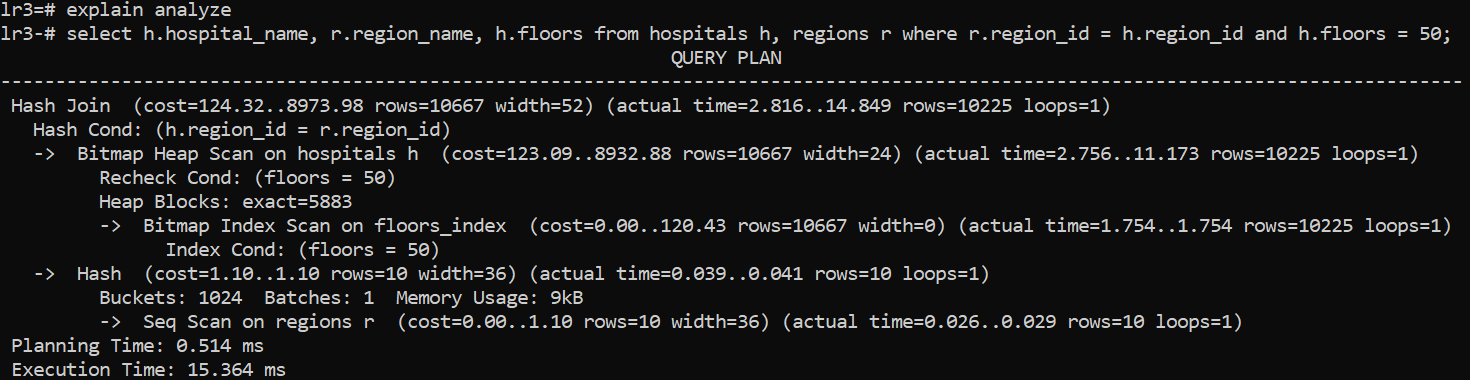 lr3=# explain analyze
lr3-# select h.hospital_name, r.region_name, h.floors from hospitals h, regions r where r.region_id = h.region_id and h.floors = 50;
QUERY PLAN
-----------------------------------------------------------------------------------------------------------------------------------
Hash Join  (cost=124.32..8973.98 rows=10667 width=52) (actual time=2.816..14.849 rows=10225 loops=1)
  Hash Cond: (h.region_id = r.region_id)
  ->  Bitmap Heap Scan on hospitals h  (cost=123.09..8932.88 rows=10667 width=24) (actual time=2.756..11.173 rows=10225 loops=1)
        Recheck Cond: (floors = 50)
        Heap Blocks: exact=5883
        ->  Bitmap Index Scan on floors_index  (cost=0.00..120.43 rows=10667 width=0) (actual time=1.754..1.754 rows=10225 loops=1)
              Index Cond: (floors = 50)
  ->  Hash  (cost=1.10..1.10 rows=10 width=36) (actual time=0.039..0.041 rows=10 loops=1)
        Buckets: 1024  Batches: 1  Memory Usage: 9kB
        ->  Seq Scan on regions r  (cost=0.00..1.10 rows=10 width=36) (actual time=0.026..0.029 rows=10 loops=1)
Planning Time: 0.514 ms
Execution Time: 15.364 ms